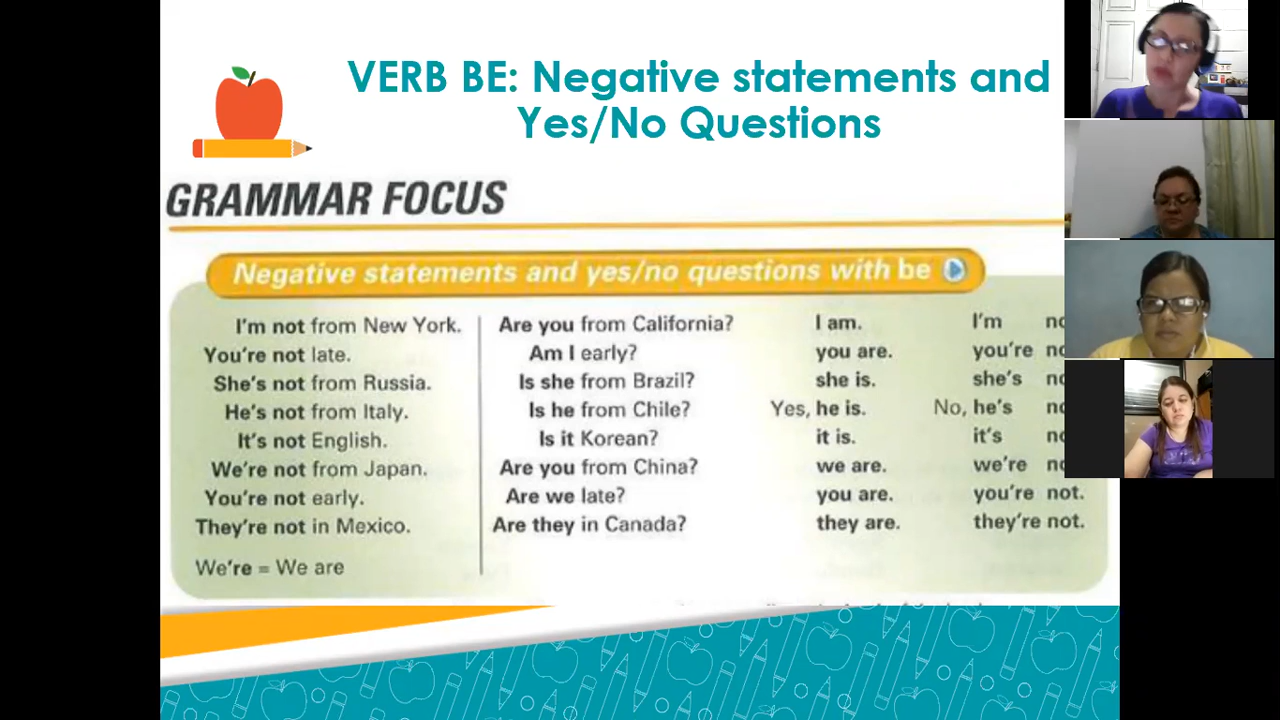 VERB BE: Negative statements and
Yes/No Questions
GRAMMAR FOCUS
Negative statements and yes/no questions with be
I'm not from New York. Are you from California? I am. I'm
You're not late. Am I early? you are. you're
She's not from Russia. Is she from Brazil? she is. she's
He's not from Italy. Is he from Chile? Yes, he is. No, he's
It's not English. Is it Korean? it is. it's
We're not from Japan. Are you from China? we are. we're
You're not early. Are we late? you are. you're not.
They're not in Mexico. Are they in Canada? they are. they're not.
We're = We are